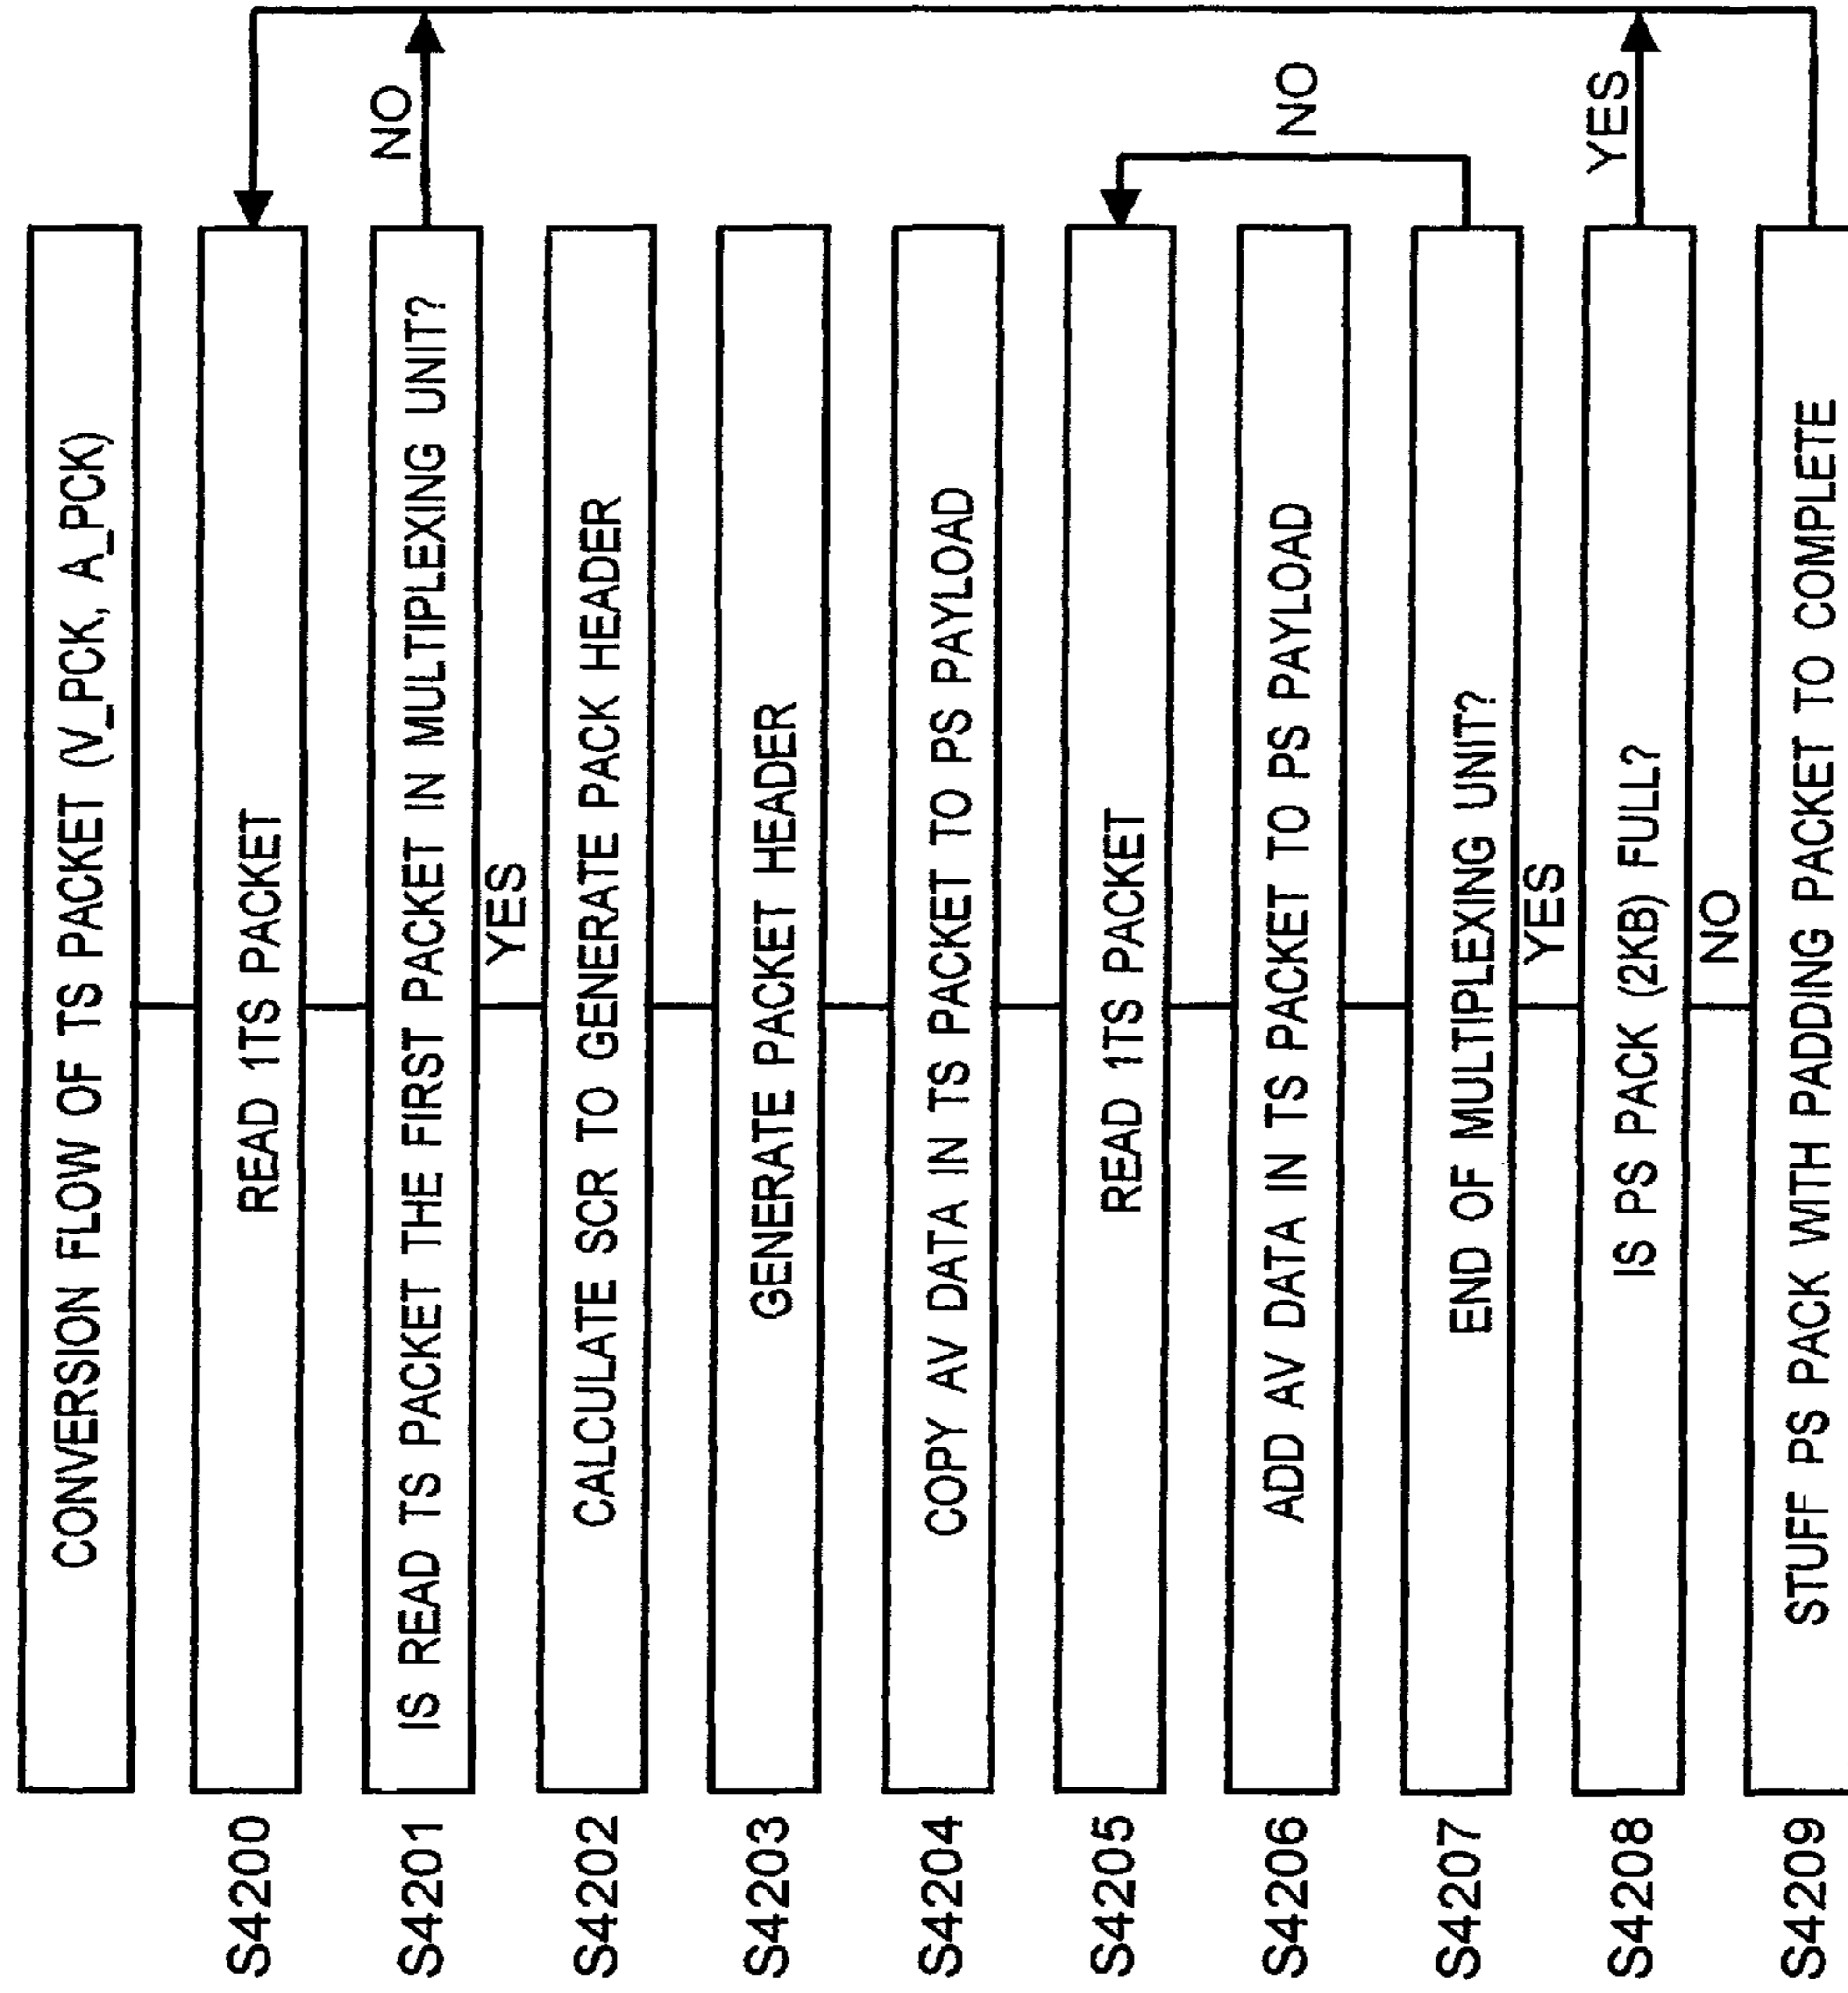 CONVERSION FLOW OF TS PACKET (V_PCK, A_PCK)
S4200 READ 1TS PACKET
S4201 IS READ TS PACKET THE FIRST PACKET IN MULTIPLEXING UNIT? NO
YES
S4202 CALCULATE SCR TO GENERATE PACK HEADER
S4203 GENERATE PACKET HEADER
S4204 COPY AV DATA IN TS PACKET TO PS PAYLOAD
S4205 READ 1TS PACKET
S4206 ADD AV DATA IN TS PACKET TO PS PAYLOAD NO
S4207 END OF MULTIPLEXING UNIT?
YES
S4208 IS PS PACK (2KB) FULL? YES
NO
S4209 STUFF PS PACK WITH PADDING PACKET TO COMPLETE